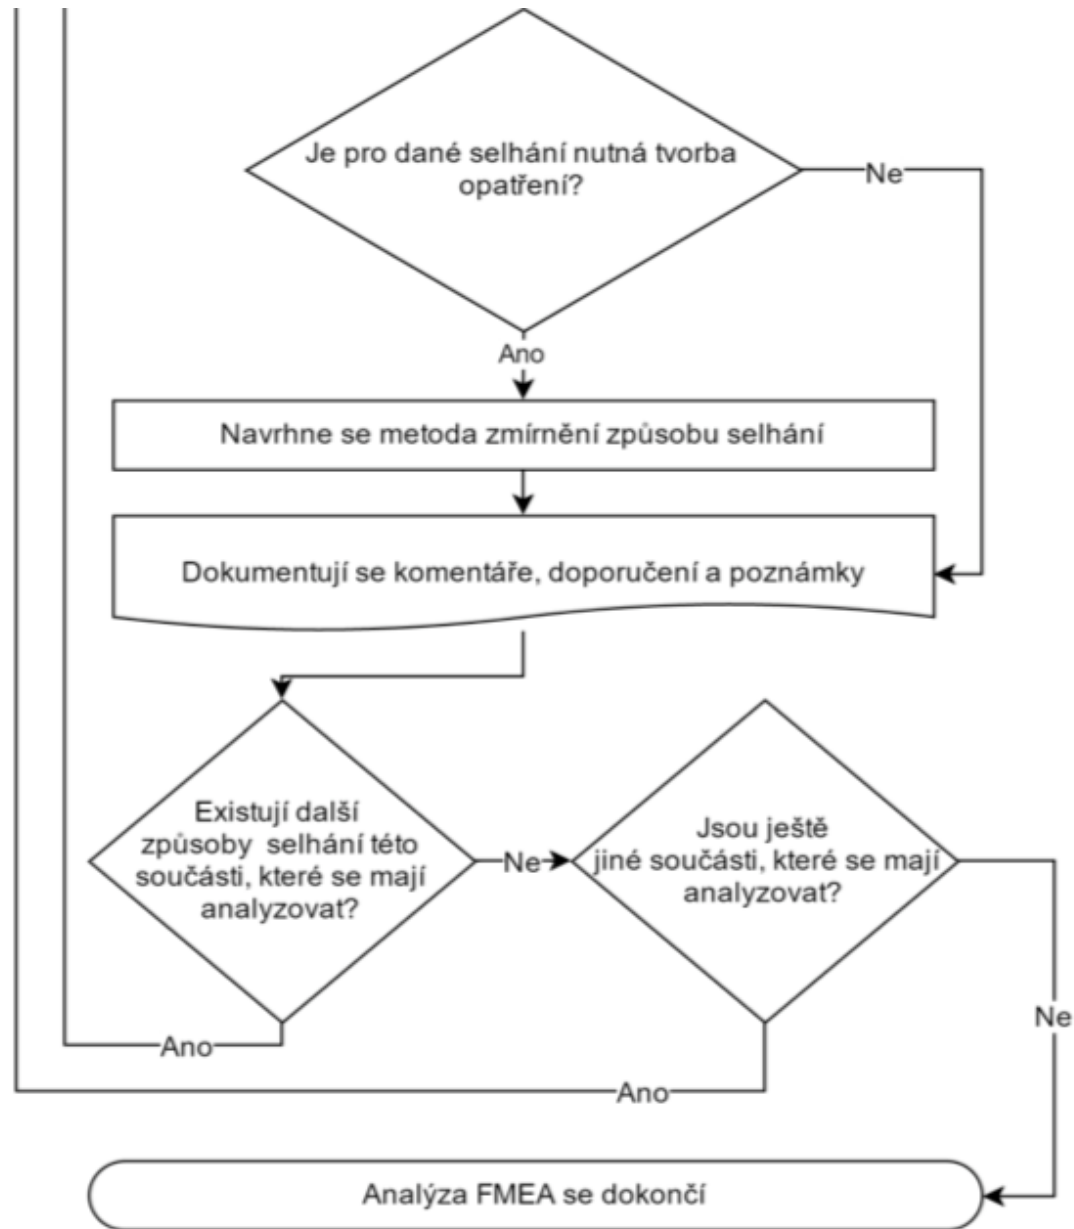 Je pro dané selhání nutná tvorba
opatření?
Ne
Ano
Navrhne se metoda zmírnění způsobu selhání
Dokumentují se komentáře, doporučení a poznámky
Existují další
způsoby selhání této
součásti, které se mají
analyzovat?
Ne
Jsou ještě
jiné součásti, které se mají
analyzovat?
Ne
Ano
Ano
Analýza FMEA se dokončí